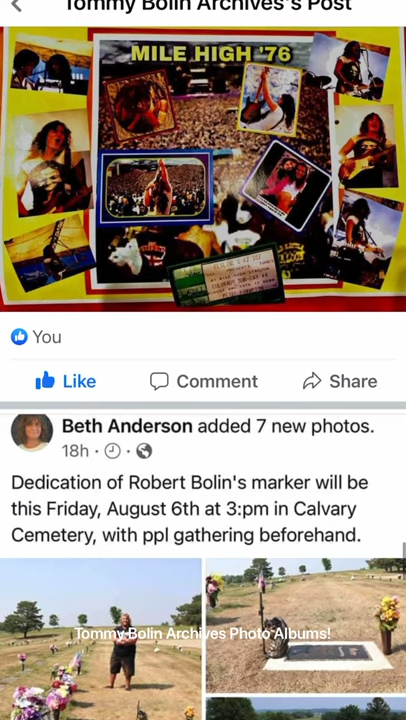 Tommy Bolin Archives's Post
MILE HIGH '76
You
Like
Comment
Share
Beth Anderson added 7 new photos.
18h
Dedication of Robert Bolin's marker will be
this Friday, August 6th at 3:pm in Calvary
Cemetery, with ppl gathering beforehand.
Tommy Bolin Archives Photo Albums!